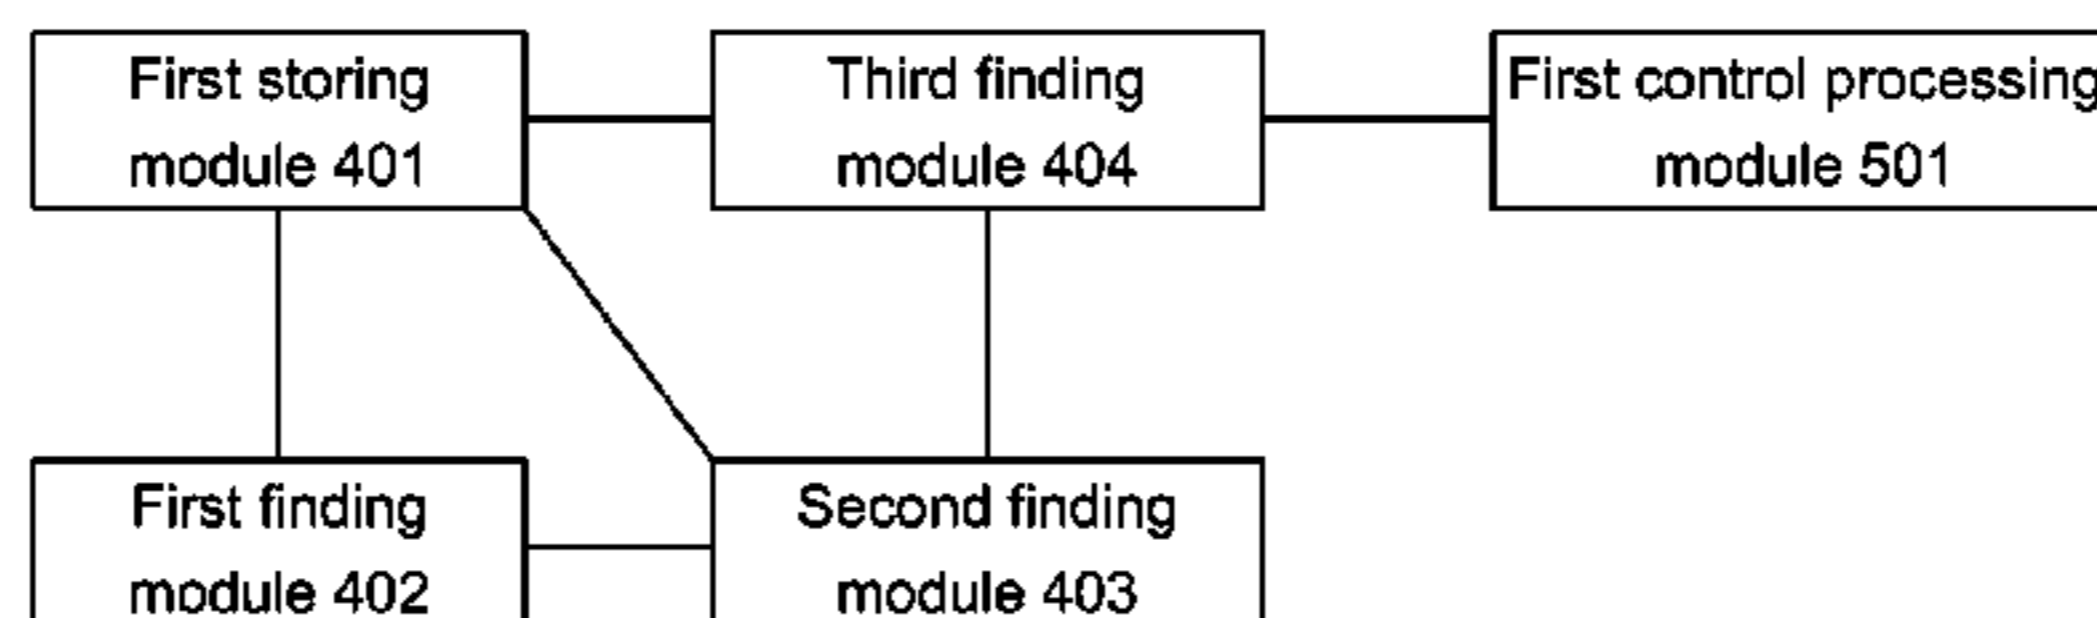 First storing
module 401
Third finding
module 404
First control processing
module 501
First finding
module 402
Second finding
module 403